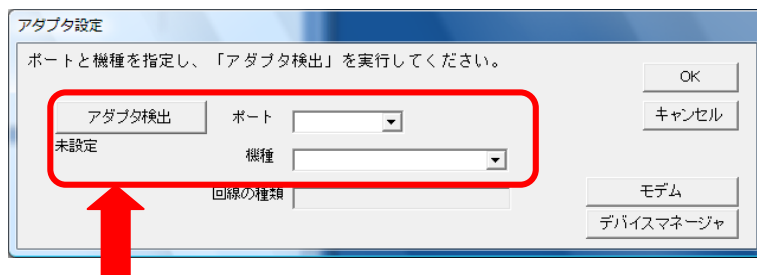 アダプタ設定
ポートと機種を指定し、「アダプタ検出」を実行してください。
OK
アダプタ検出
ポート
キャンセル
未設定
機種
回線の種類
モデム
デバイスマネージャ